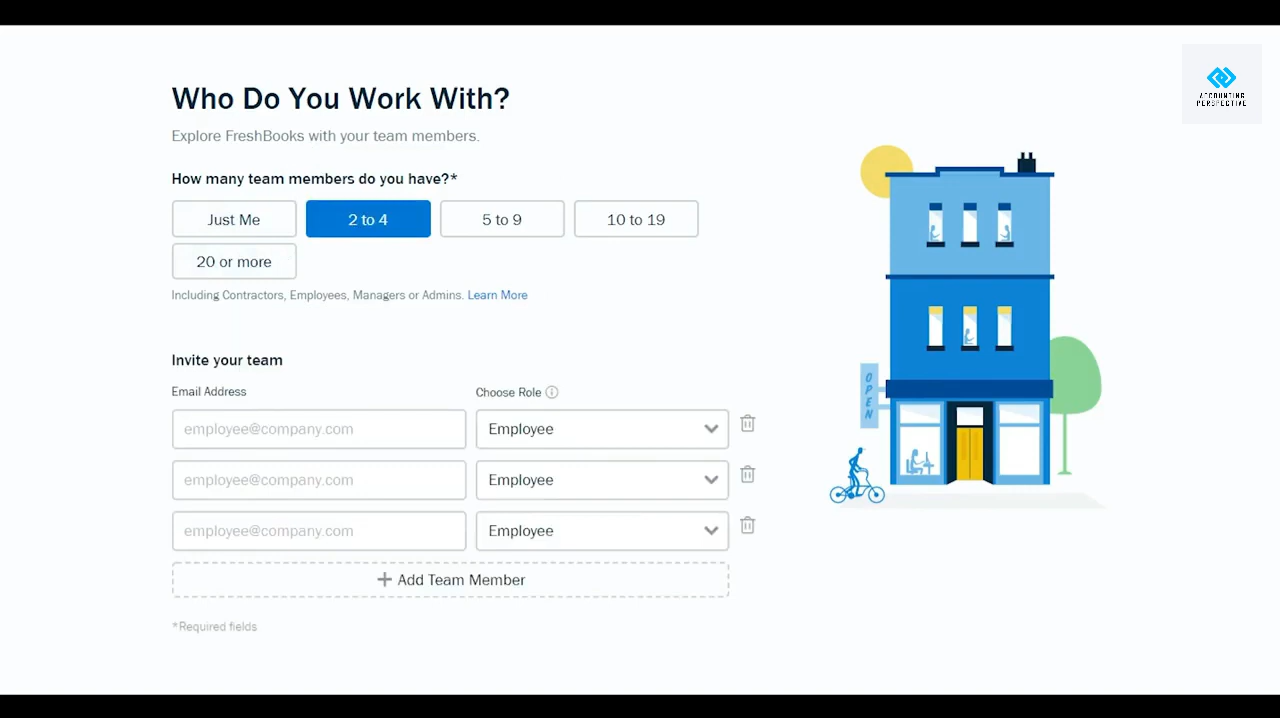 ACCOUNTING
PERSPECTIVE
Who Do You Work With?
Explore FreshBooks with your team members.
How many team members do you have?*
Just Me
2 to 4
5 to 9
10 to 19
20 or more
Including Contractors, Employees, Managers or Admins. Learn More
Invite your team
Email Address
Choose Role
employee@company.com
Employee
employee@company.com
Employee
employee@company.com
Employee
Add Team Member
*Required fields
OPEN